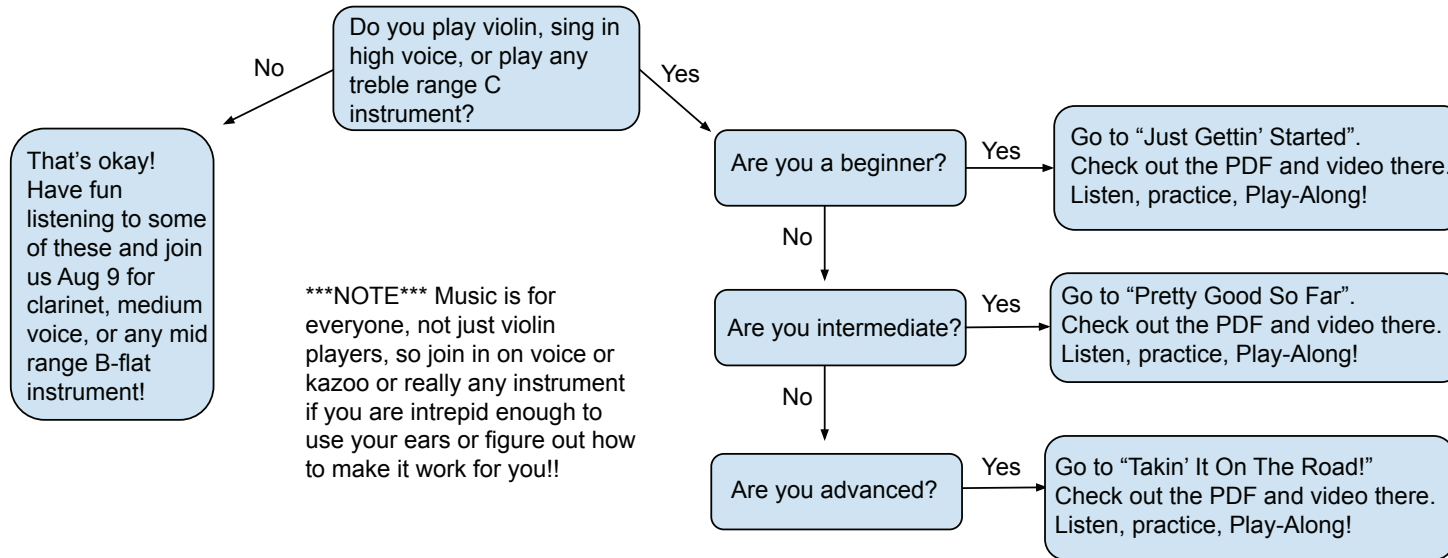 Do you play violin, sing in
high voice, or play any
treble range C
instrument?
No
Yes
That’s okay!
Have fun
listening to some
of these and join
us Aug 9 for
clarinet, medium
voice, or any mid
range B-flat
instrument!
Are you a beginner?
Yes
Go to “Just Gettin’ Started”.
Check out the PDF and video there.
Listen, practice, Play-Along!
No
***NOTE*** Music is for
everyone, not just violin
players, so join in on voice or
kazoo or really any instrument
if you are intrepid enough to
use your ears or figure out how
to make it work for you!!
Are you intermediate?
Yes
Go to “Pretty Good So Far”.
Check out the PDF and video there.
Listen, practice, Play-Along!
No
Are you advanced?
Yes
Go to “Takin’ It On The Road!”
Check out the PDF and video there.
Listen, practice, Play-Along!